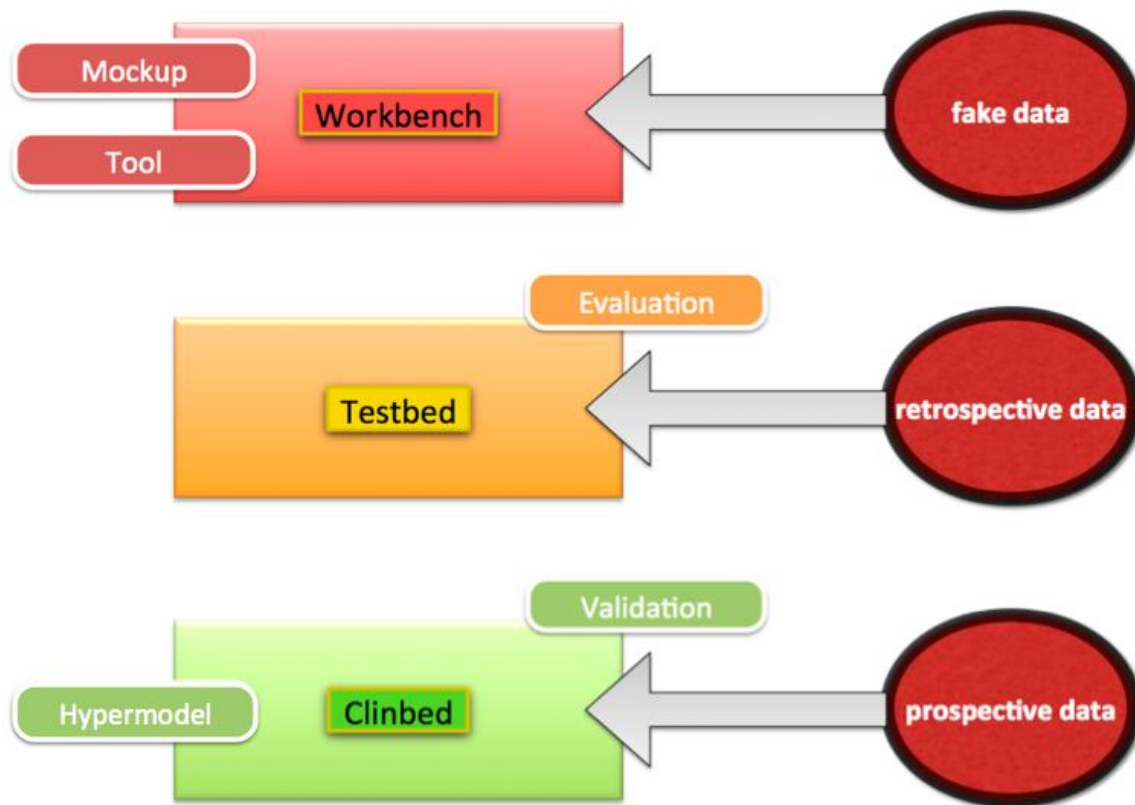 Mockup
Workbench
fake data
Tool
Evaluation
Testbed
retrospective data
Validation
Hypermodel
Clinbed
prospective data